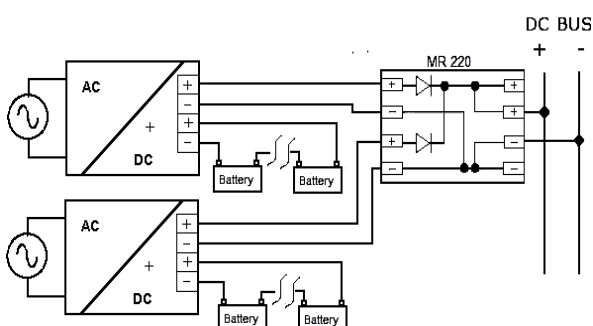 DC BUS
+ -
MR 220
AC
+
DC
+
-
+
-
Battery
Battery
+
-
+
-
+
+
-
-
AC
+
DC
+
-
+
-
Battery
Battery